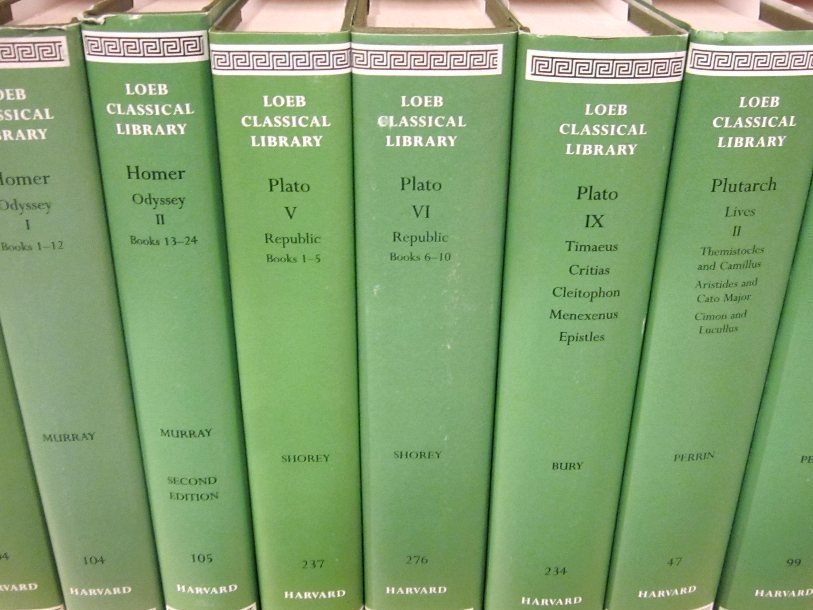 CLASSICAL
LIBRARY
Homer
Odyssey
I
Books 1–12
MURRAY
104
HARVARD
LOEB
CLASSICAL
LIBRARY
Homer
Odyssey
II
Books 13–24
MURRAY
SECOND
EDITION
105
HARVARD
LOEB
CLASSICAL
LIBRARY
Plato
V
Republic
Books 1–5
SHOREY
237
HARVARD
LOEB
CLASSICAL
LIBRARY
Plato
VI
Republic
Books 6–10
SHOREY
276
HARVARD
LOEB
CLASSICAL
LIBRARY
Plato
IX
Timaeus
Critias
Cleitophon
Menexenus
Epistles
BURY
234
HARVARD
LOEB
CLASSICAL
LIBRARY
Plutarch
Lives
II
Themistocles
and Camillus
Aristides and
Cato Major
Cimon and
Lucullus
PERRIN
47
HARVARD
99
HARVARD